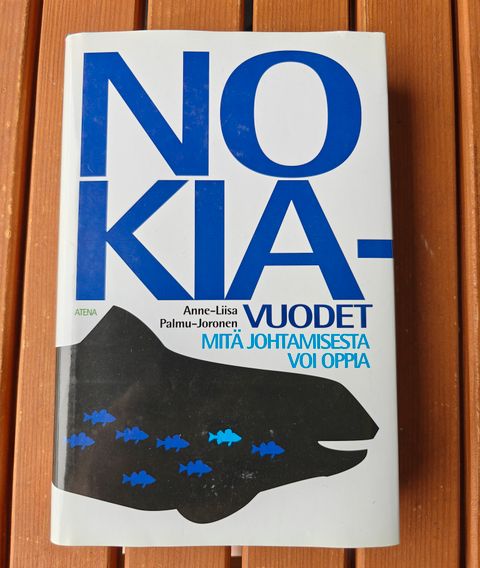 NO
KIA-
ATENA
Anne-Liisa
Palmu-Joronen
VUODET
MITÄ JOHTAMISESTA
VOI OPPIA